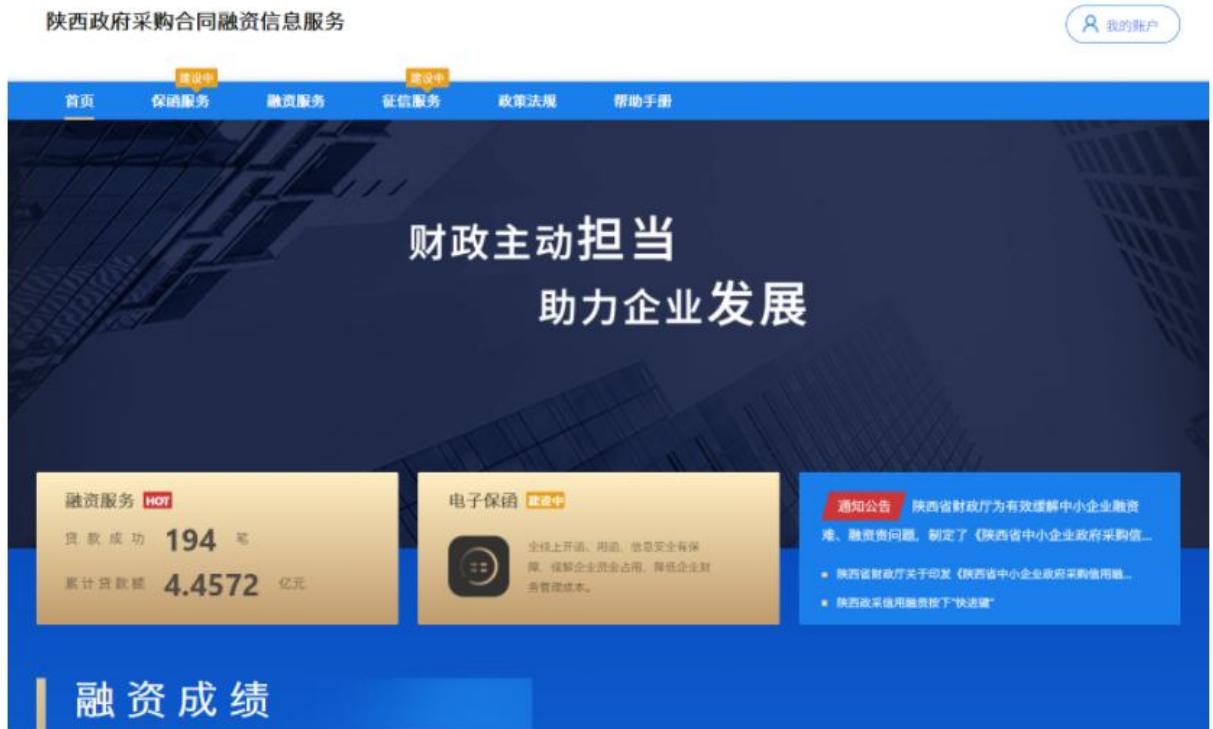 陕西政府采购合同融资信息服务
我的账户
建设中
建设中
首页 保函服务 融资服务 征信服务 政策法规 帮助手册
财政主动担当
助力企业发展
融资服务 HOT
贷款成功 194 笔
累计贷款额 4.4572 亿元
电子保函 建设中
全线上开函、用函、信息安全有保
障，缓解企业资金占用，降低企业财
务管理成本。
通知公告 陕西省财政厅为有效缓解中小企业融资
难、融资贵问题，制定了《陕西省中小企业政府采购信...
陕西省财政厅关于印发《陕西省中小企业政府采购信用融...
陕西政采信用融资按下“快进键”
融资成绩